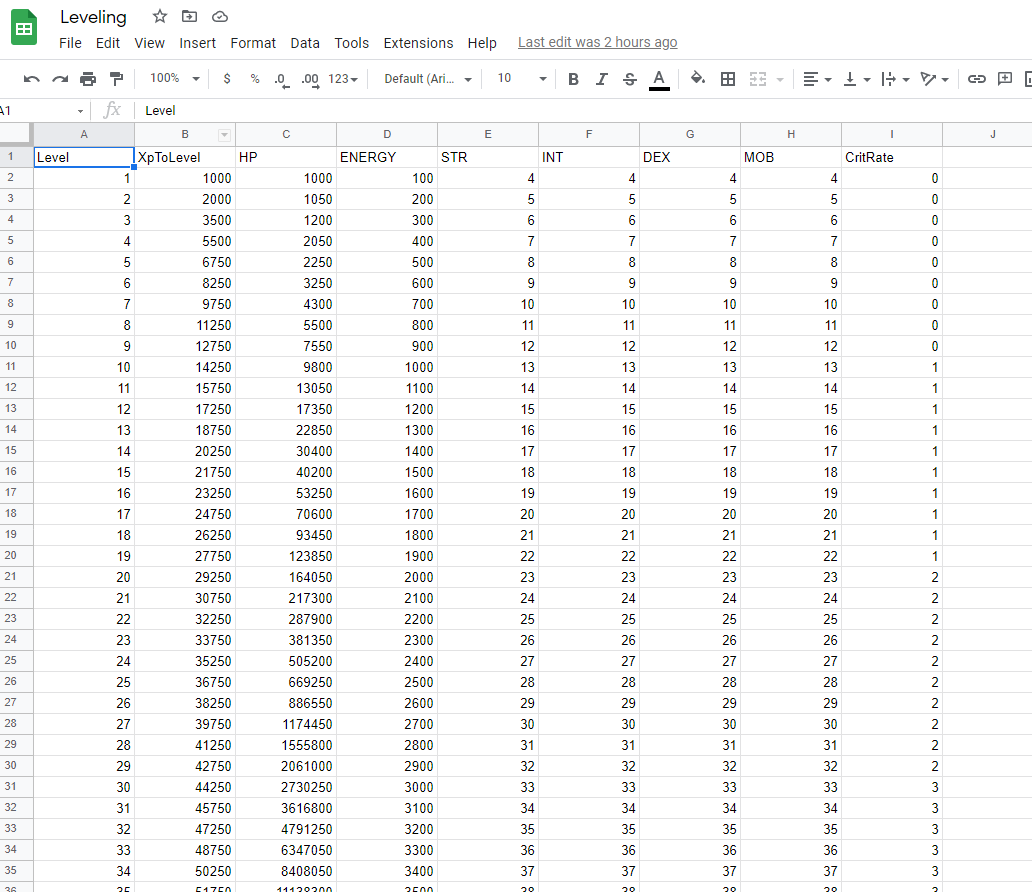 Leveling
File Edit View Insert Format Data Tools Extensions Help Last edit was 2 hours ago
100% $ % .0 .00 123 Default (Ari... 10 B I S A
A1 fx Level
A B C D E F G H I J
1 Level XpToLevel HP ENERGY STR INT DEX MOB CritRate
2 1 1000 1000 100 4 4 4 4 0
3 2 2000 1050 200 5 5 5 5 0
4 3 3500 1200 300 6 6 6 6 0
5 4 5500 2050 400 7 7 7 7 0
6 5 6750 2250 500 8 8 8 8 0
7 6 8250 3250 600 9 9 9 9 0
8 7 9750 4300 700 10 10 10 10 0
9 8 11250 5500 800 11 11 11 11 0
10 9 12750 7550 900 12 12 12 12 0
11 10 14250 9800 1000 13 13 13 13 1
12 11 15750 13050 1100 14 14 14 14 1
13 12 17250 17350 1200 15 15 15 15 1
14 13 18750 22850 1300 16 16 16 16 1
15 14 20250 30400 1400 17 17 17 17 1
16 15 21750 40200 1500 18 18 18 18 1
17 16 23250 53250 1600 19 19 19 19 1
18 17 24750 70600 1700 20 20 20 20 1
19 18 26250 93450 1800 21 21 21 21 1
20 19 27750 123850 1900 22 22 22 22 1
21 20 29250 164050 2000 23 23 23 23 2
22 21 30750 217300 2100 24 24 24 24 2
23 22 32250 287900 2200 25 25 25 25 2
24 23 33750 381350 2300 26 26 26 26 2
25 24 35250 505200 2400 27 27 27 27 2
26 25 36750 669250 2500 28 28 28 28 2
27 26 38250 886550 2600 29 29 29 29 2
28 27 39750 1174450 2700 30 30 30 30 2
29 28 41250 1555800 2800 31 31 31 31 2
30 29 42750 2061000 2900 32 32 32 32 2
31 30 44250 2730250 3000 33 33 33 33 3
32 31 45750 3616800 3100 34 34 34 34 3
33 32 47250 4791250 3200 35 35 35 35 3
34 33 48750 6347050 3300 36 36 36 36 3
35 34 50250 8408050 3400 37 37 37 37 3
36 35 51750 11138300 3500 38 38 38 38 3